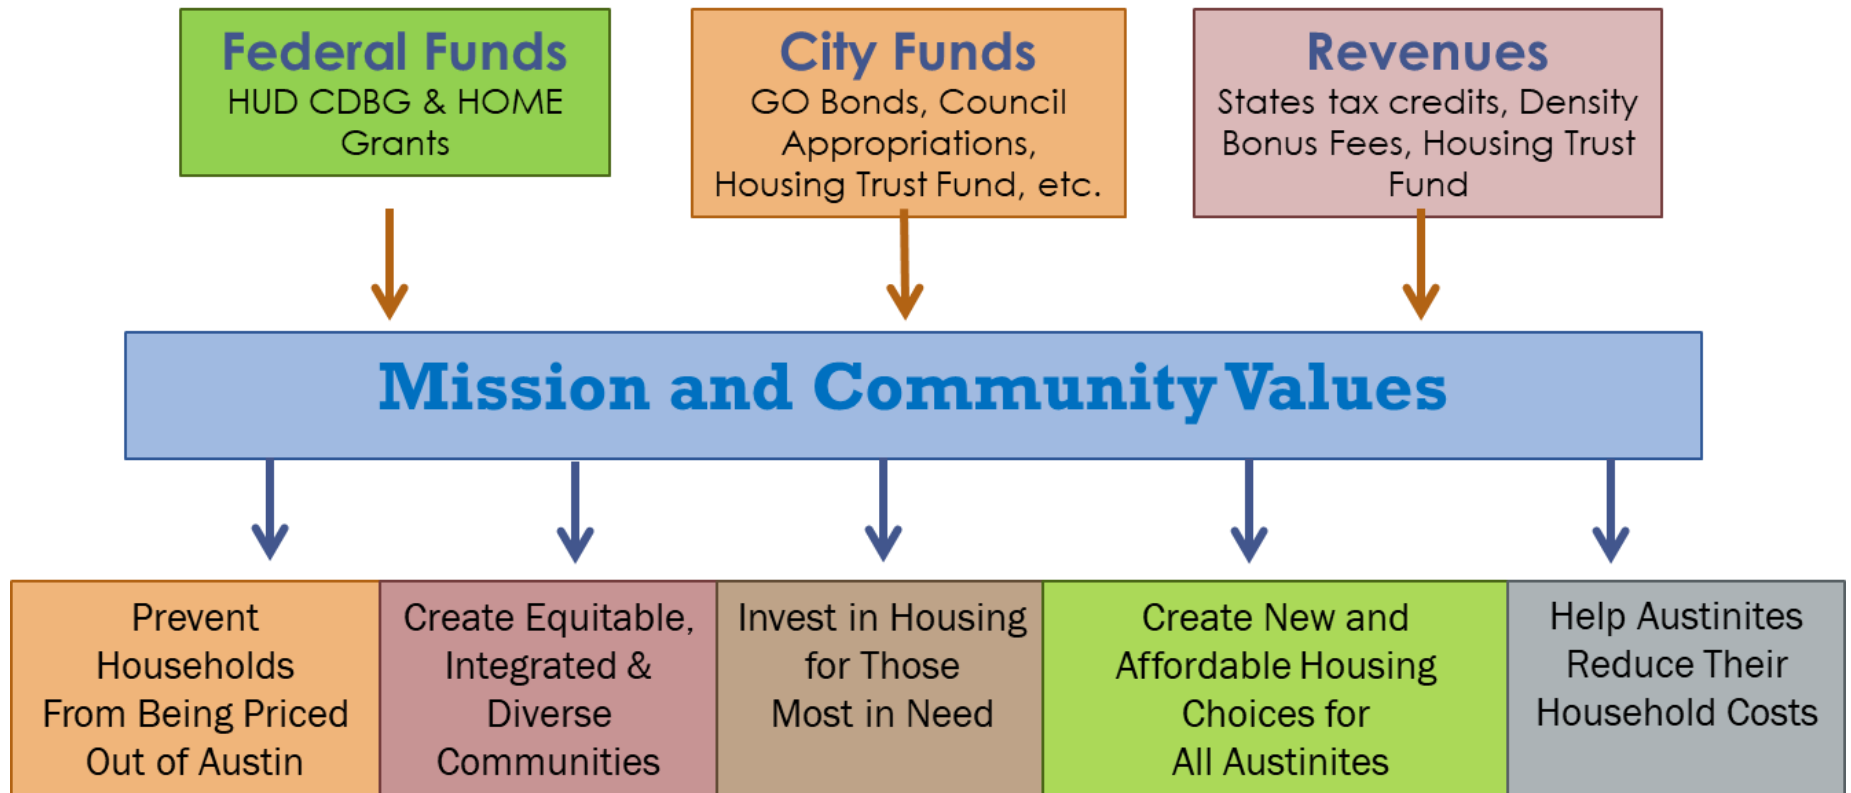 Federal Funds
HUD CDBG & HOME
Grants
City Funds
GO Bonds, Council
Appropriations,
Housing Trust Fund, etc.
Revenues
States tax credits, Density
Bonus Fees, Housing Trust
Fund
Mission and Community Values
Prevent
Households
From Being Priced
Out of Austin
Create Equitable,
Integrated &
Diverse
Communities
Invest in Housing
for Those
Most in Need
Create New and
Affordable Housing
Choices for
All Austinites
Help Austinites
Reduce Their
Household Costs